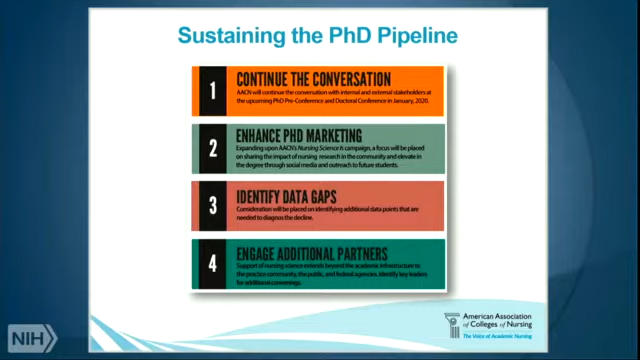 Sustaining the PhD Pipeline
1
CONTINUE THE CONVERSATION
AACN will continue the conversation with internal and external stakeholders at
the upcoming PhD Pre-Conference and Doctoral Conference in January, 2020.
2
ENHANCE PHD MARKETING
Expanding upon AACN's Nursing Science Is campaign, a focus will be placed
on sharing the impact of nursing research in the community and elevate in
the degree through social media and outreach to future students.
3
IDENTIFY DATA GAPS
Consideration will be placed on identifying additional data points that are
needed to diagnos the decline.
4
ENGAGE ADDITIONAL PARTNERS
Support of nursing science extends beyond the academic infrastructure to
the practice community, the public, and federal agencies. Identify key leaders
for additional convenings.
American Association
of Colleges of Nursing
The Voice of Academic Nursing
NIH